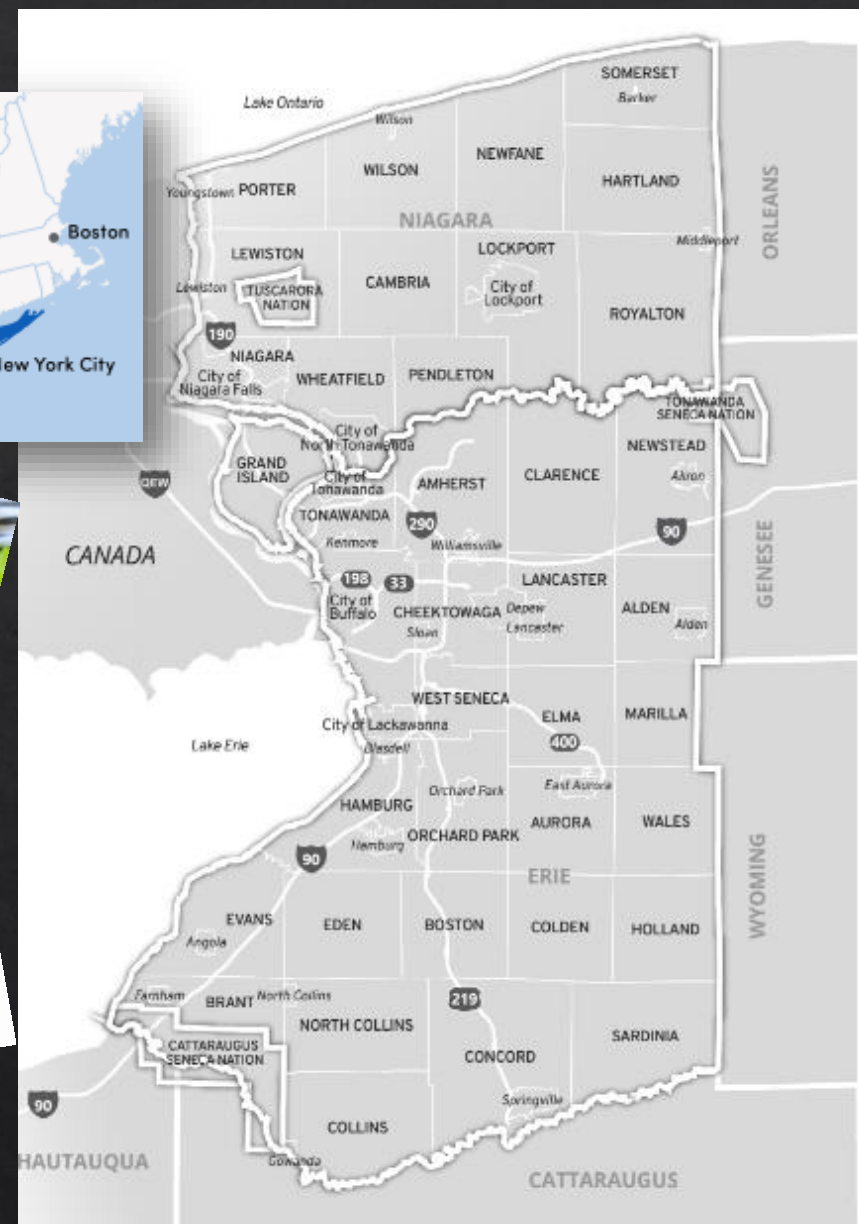 Boston
New York City
SOMERSET
Barker
Lake Ontario
Wilson
NEWFANE
WILSON
HARTLAND
Youngstown
PORTER
NIAGARA
ORLEANS
Middleport
LEWISTON
LOCKPORT
Lewiston
TUSCARORA
NATION
CAMBRIA
City of
Lockport
ROYALTON
190
NIAGARA
City of
Niagara Falls
WHEATFIELD
PENDLETON
TONAWANDA
SENECA NATION
City of
North Tonawanda
NEWSTEAD
GRAND
ISLAND
City of
Tonawanda
AMHERST
CLARENCE
Akron
QEW
TONAWANDA
290
90
Kenmore
Williamsville
CANADA
GENESEE
198
33
LANCASTER
City of
Buffalo
CHEEKTOWAGA
Depew
Lancaster
ALDEN
Alden
Sloan
WEST SENECA
ELMA
MARILLA
City of Lackawanna
400
Lake Erie
Blasdell
Orchard Park
East Aurora
HAMBURG
ORCHARD PARK
AURORA
WALES
Hamburg
90
ERIE
WYOMING
EVANS
EDEN
BOSTON
COLDEN
HOLLAND
Angola
Farnham
BRANT
North Collins
219
NORTH COLLINS
CATTARAUGUS
SENECA NATION
CONCORD
SARDINIA
90
Springville
COLLINS
Gowanda
HAUTAUQUA
CATTARAUGUS